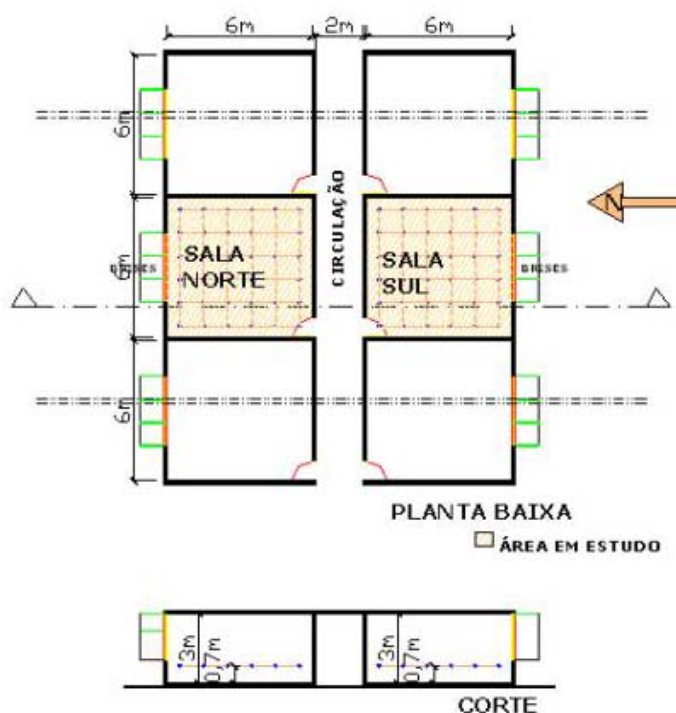 6m 2m 6m
6m
N
CIRCULAÇÃO
6m
SALA
NORTE
SALA
SUL
BRISES
BRISES
6m
PLANTA BAIXA
ÁREA EM ESTUDO
3m
0,7m
3m
0,7m
CORTE